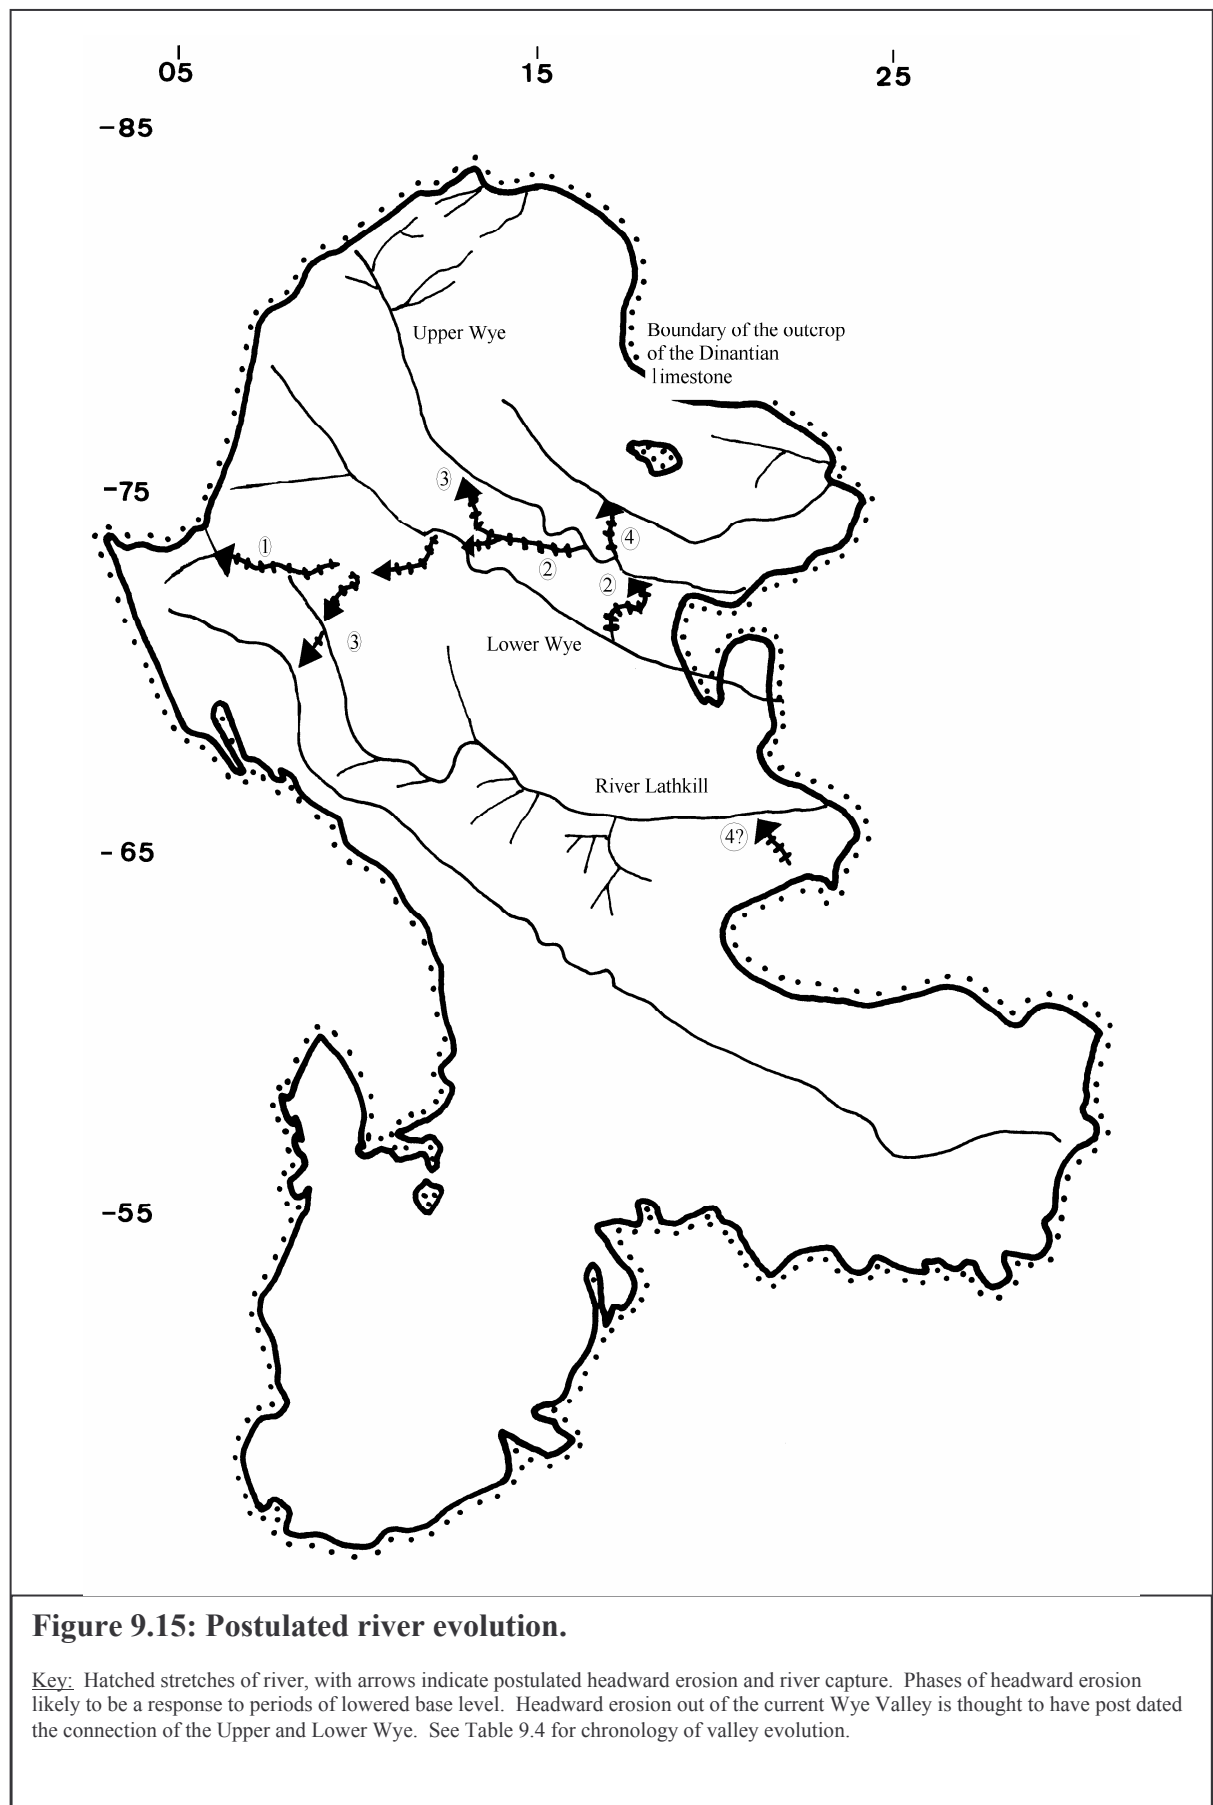 05
15
25
-85
Upper Wye
Boundary of the outcrop
of the Dinantian
limestone
3
-75
4
1
2
2
3
Lower Wye
River Lathkill
4?
- 65
-55
Figure 9.15: Postulated river evolution.
Key: Hatched stretches of river, with arrows indicate postulated headward erosion and river capture. Phases of headward erosion
likely to be a response to periods of lowered base level. Headward erosion out of the current Wye Valley is thought to have post dated
the connection of the Upper and Lower Wye. See Table 9.4 for chronology of valley evolution.